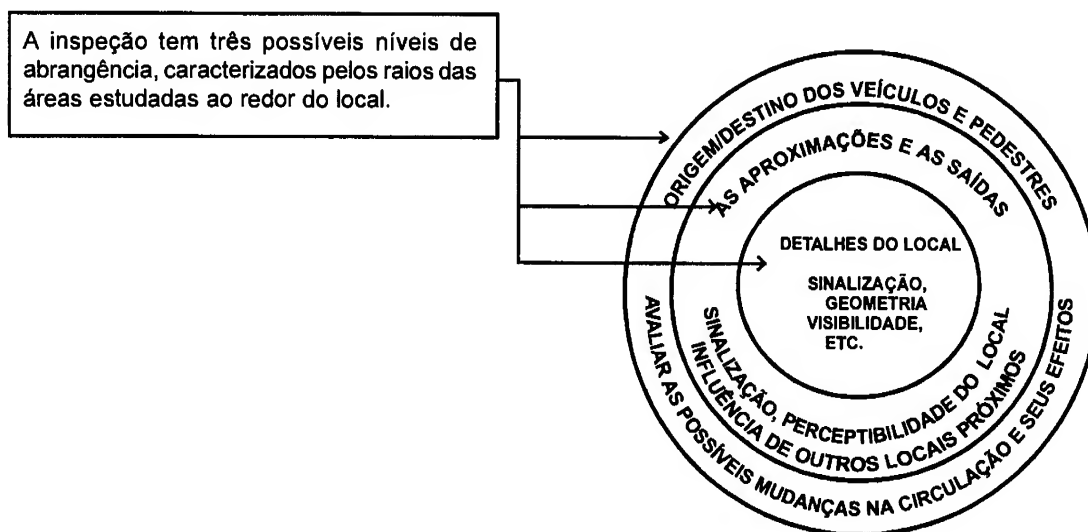 A inspeção tem três possíveis níveis de
abrangência, caracterizados pelos raios das
áreas estudadas ao redor do local.
ORIGEM/DESTINO DOS VEÍCULOS E PEDESTRES
AS APROXIMAÇÕES E AS SAÍDAS
DETALHES DO LOCAL
SINALIZAÇÃO,
GEOMETRIA
VISIBILIDADE,
ETC.
SINALIZAÇÃO, PERCEPTIBILIDADE DO LOCAL
INFLUÊNCIA DE OUTROS LOCAIS PRÓXIMOS
AVALIAR AS POSSÍVEIS MUDANÇAS NA CIRCULAÇÃO E SEUS EFEITOS